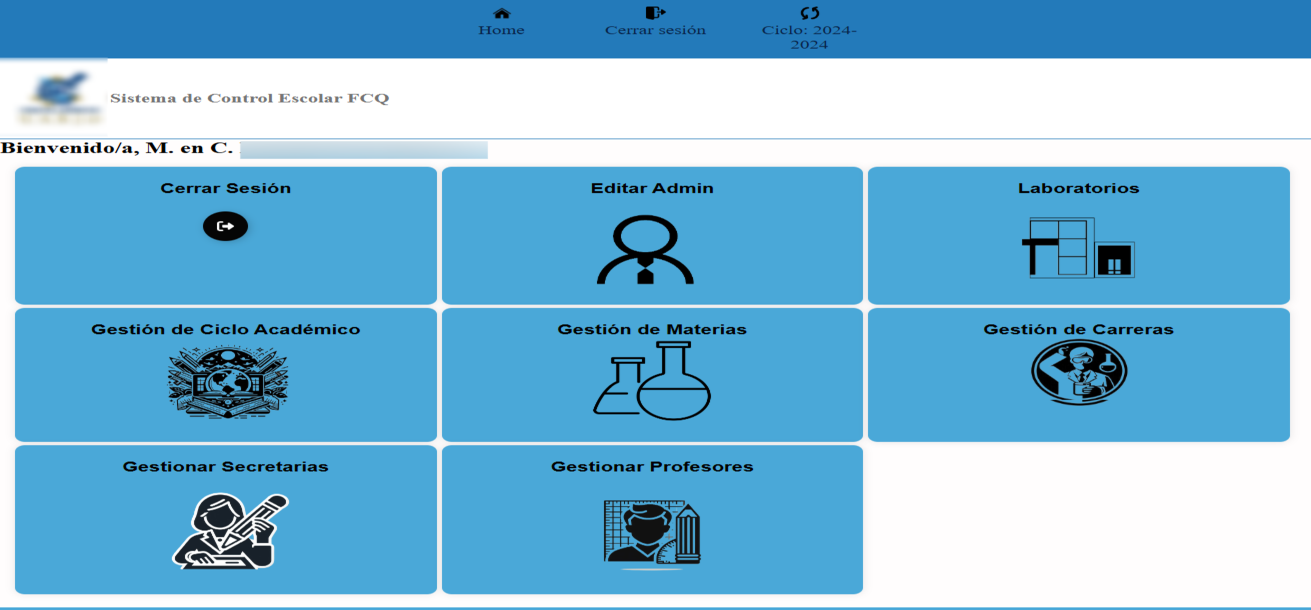 Home
Cerrar sesión
Ciclo: 2024-
2024
Sistema de Control Escolar FCQ
Bienvenido/a, M. en C.
Cerrar Sesión
Editar Admin
Laboratorios
Gestión de Ciclo Académico
Gestión de Materias
Gestión de Carreras
Gestionar Secretarias
Gestionar Profesores